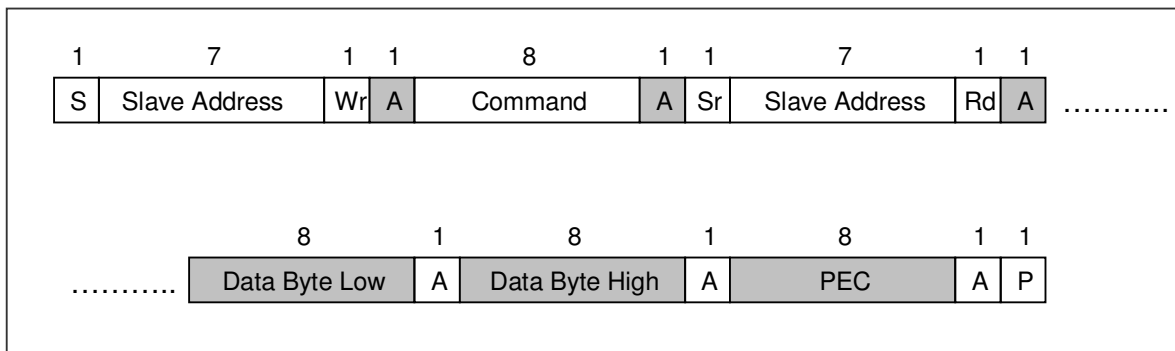 1 7 1 1 8 1 1 7 1 1
S Slave Address Wr A Command A Sr Slave Address Rd A ………..
8 1 8 1 8 1 1
……….. Data Byte Low A Data Byte High A PEC A P